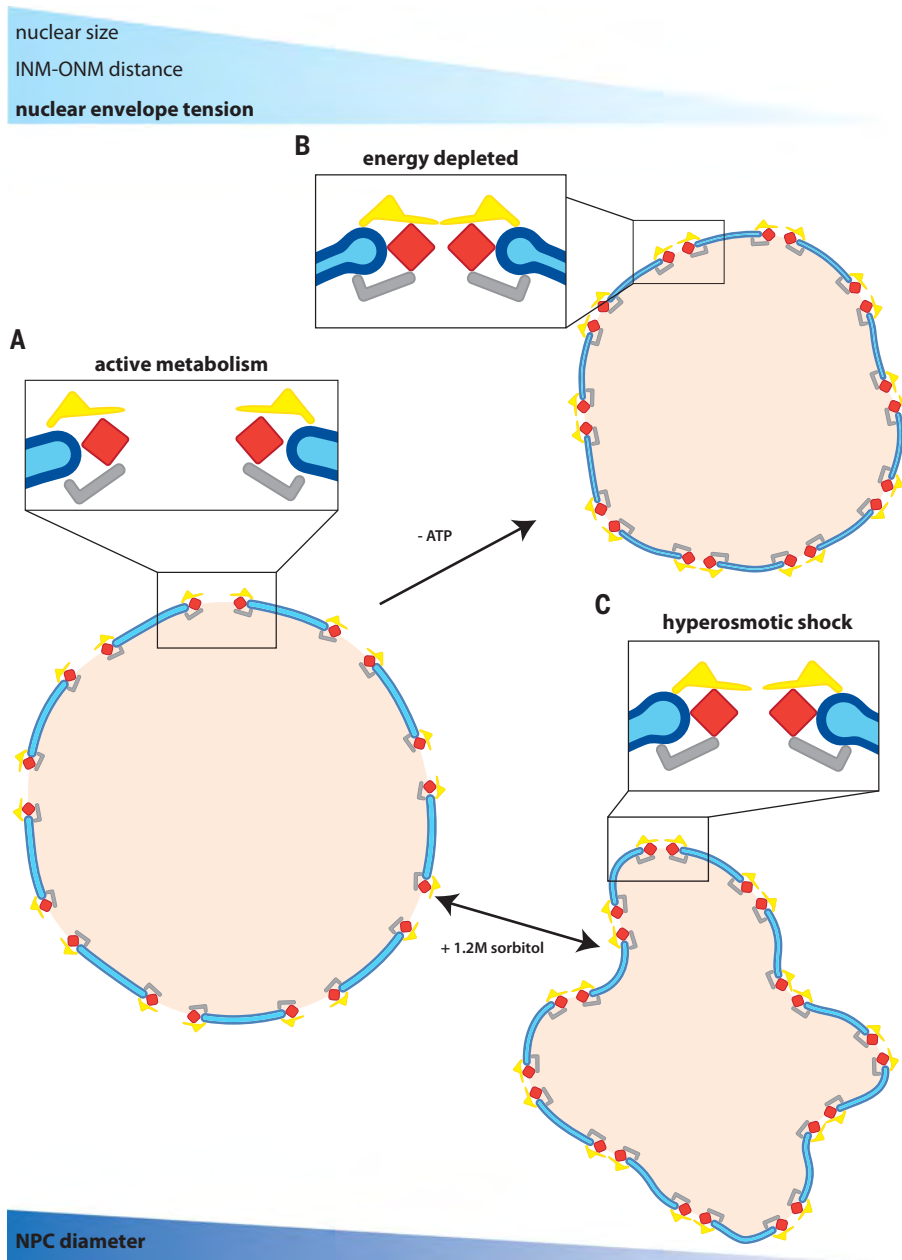 nuclear size
INM-ONM distance
nuclear envelope tension
B
energy depleted
A
active metabolism
- ATP
C
hyperosmotic shock
+ 1.2M sorbitol
NPC diameter